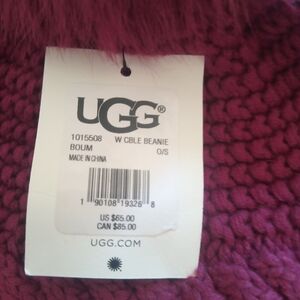 UGG®
1015508 W CBLE BEANIE
BOUM O/S
MADE IN CHINA
1 90108 19326 8
US $65.00
CAN $85.00
UGG.COM